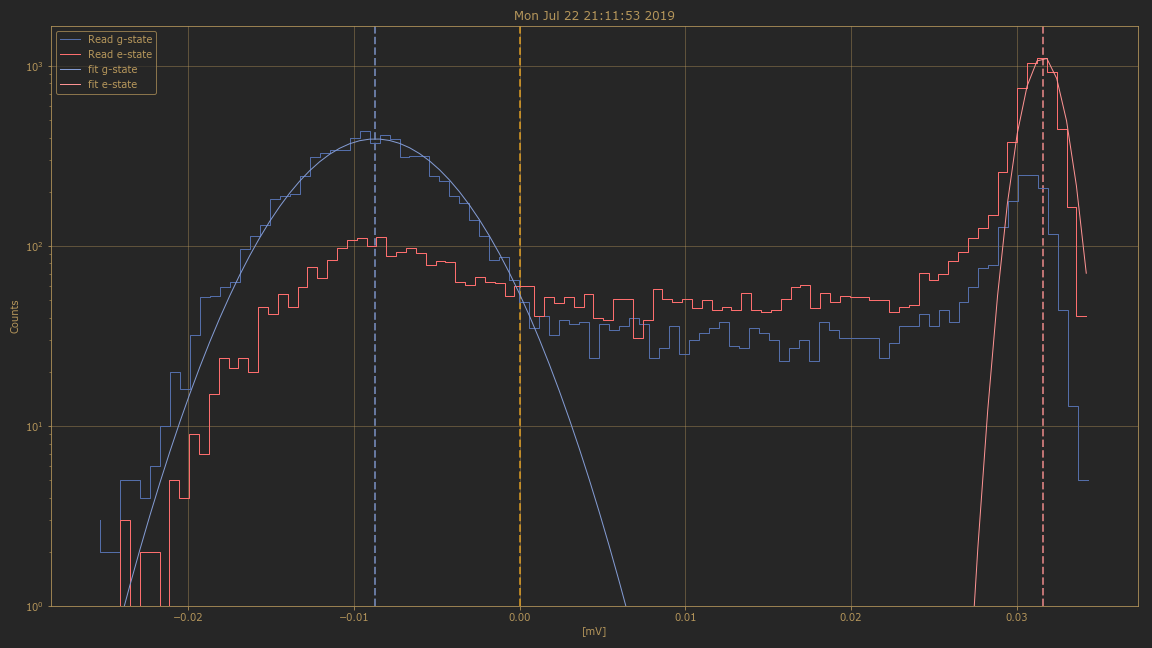 Mon Jul 22 21:11:53 2019
Read g-state
Read e-state
fit g-state
fit e-state
10³
10²
10¹
10⁰
Counts
−0.02 −0.01 0.00 0.01 0.02 0.03
[mV]